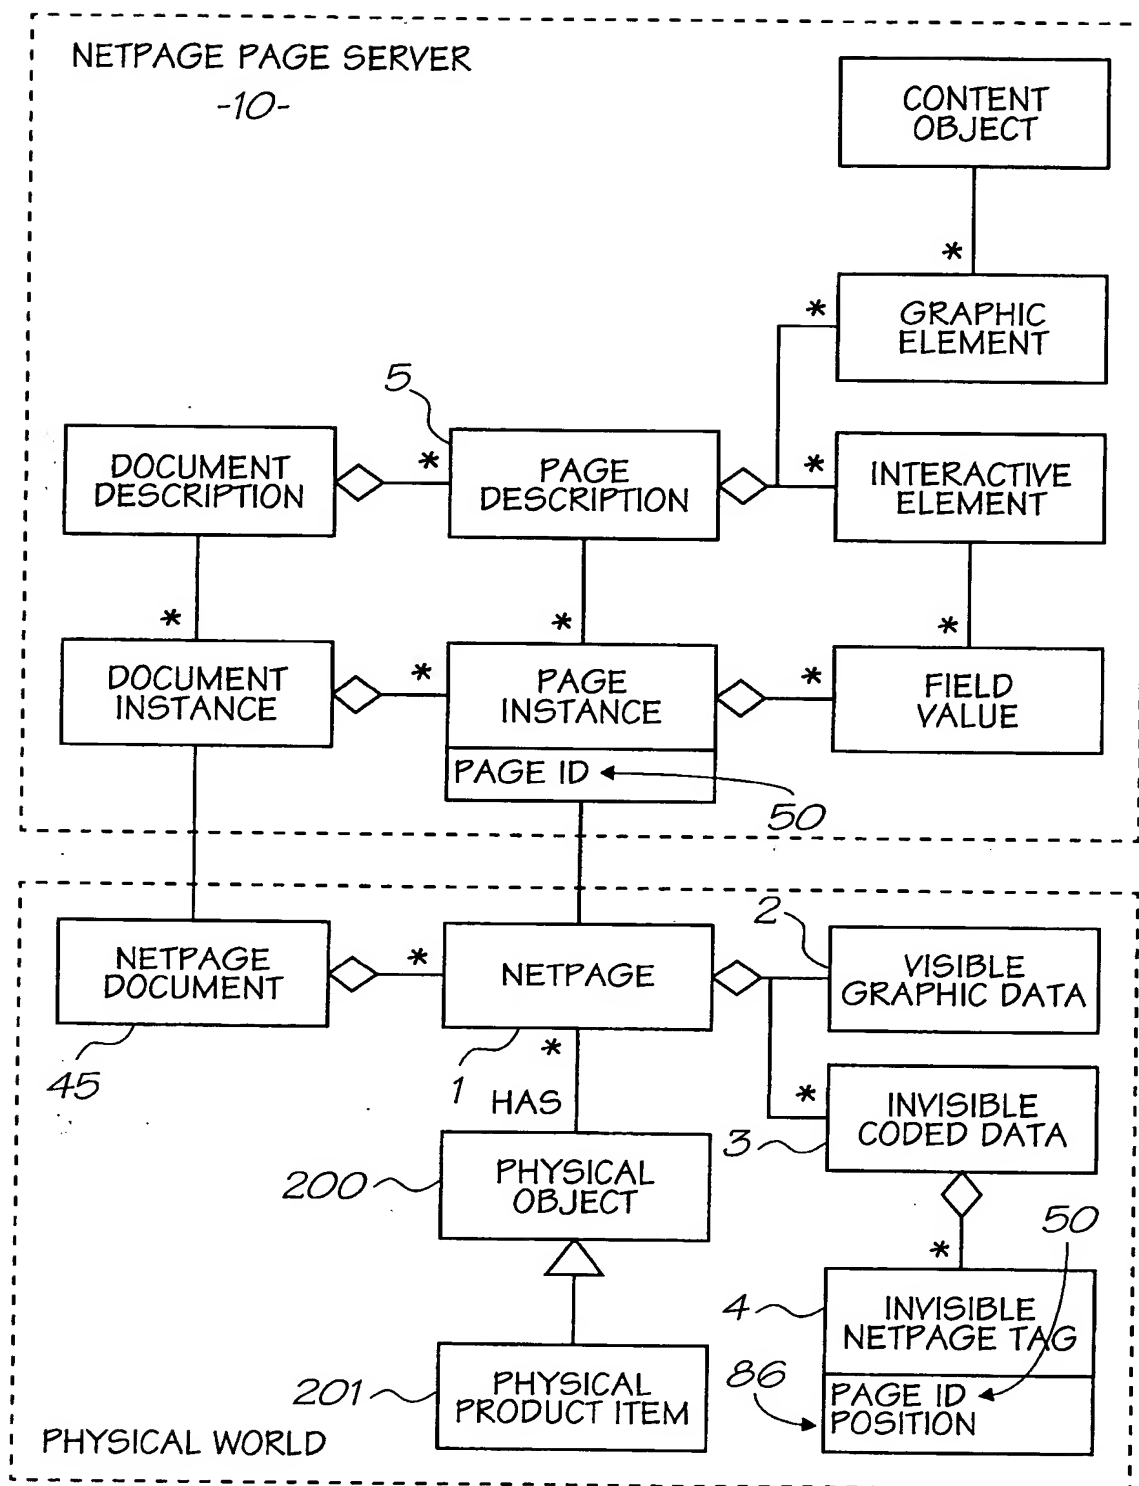 NETPAGE PAGE SERVER
-10-
CONTENT
OBJECT
*
*
GRAPHIC
ELEMENT
5
DOCUMENT
DESCRIPTION
*
PAGE
DESCRIPTION
*
INTERACTIVE
ELEMENT
*
*
*
DOCUMENT
INSTANCE
*
PAGE
INSTANCE
*
FIELD
VALUE
PAGE ID
50
NETPAGE
DOCUMENT
*
NETPAGE
2
VISIBLE
GRAPHIC DATA
45
1
*
HAS
*
INVISIBLE
CODED DATA
3
200
PHYSICAL
OBJECT
50
*
4
INVISIBLE
NETPAGE TAG
86
PAGE ID
POSITION
201
PHYSICAL
PRODUCT ITEM
PHYSICAL WORLD